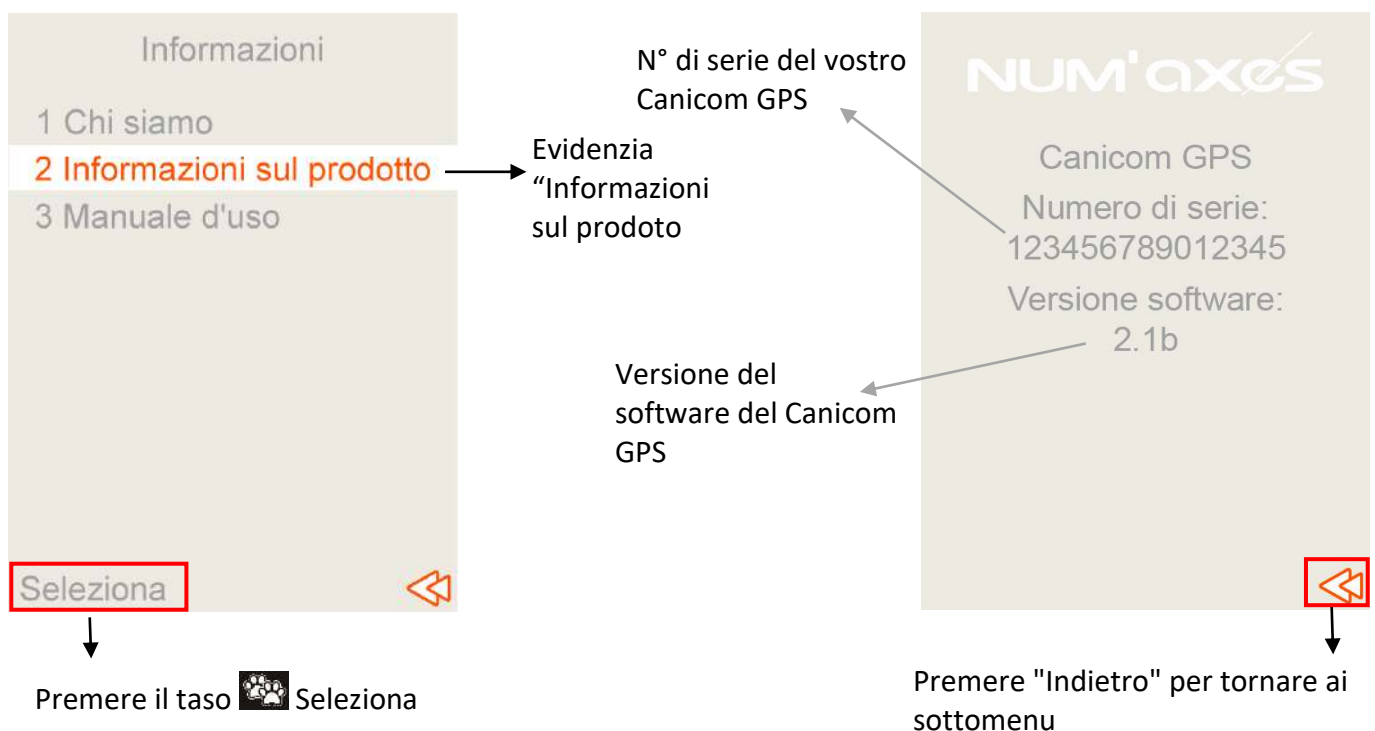 Informazioni
1 Chi siamo
2 Informazioni sul prodotto
3 Manuale d'uso
Seleziona
Evidenzia
“Informazioni
sul prodoto
Premere il taso Seleziona
N° di serie del vostro
Canicom GPS
Versione del
software del Canicom
GPS
NUM'axes
Canicom GPS
Numero di serie:
123456789012345
Versione software:
2.1b
Premere "Indietro" per tornare ai
sottomenu